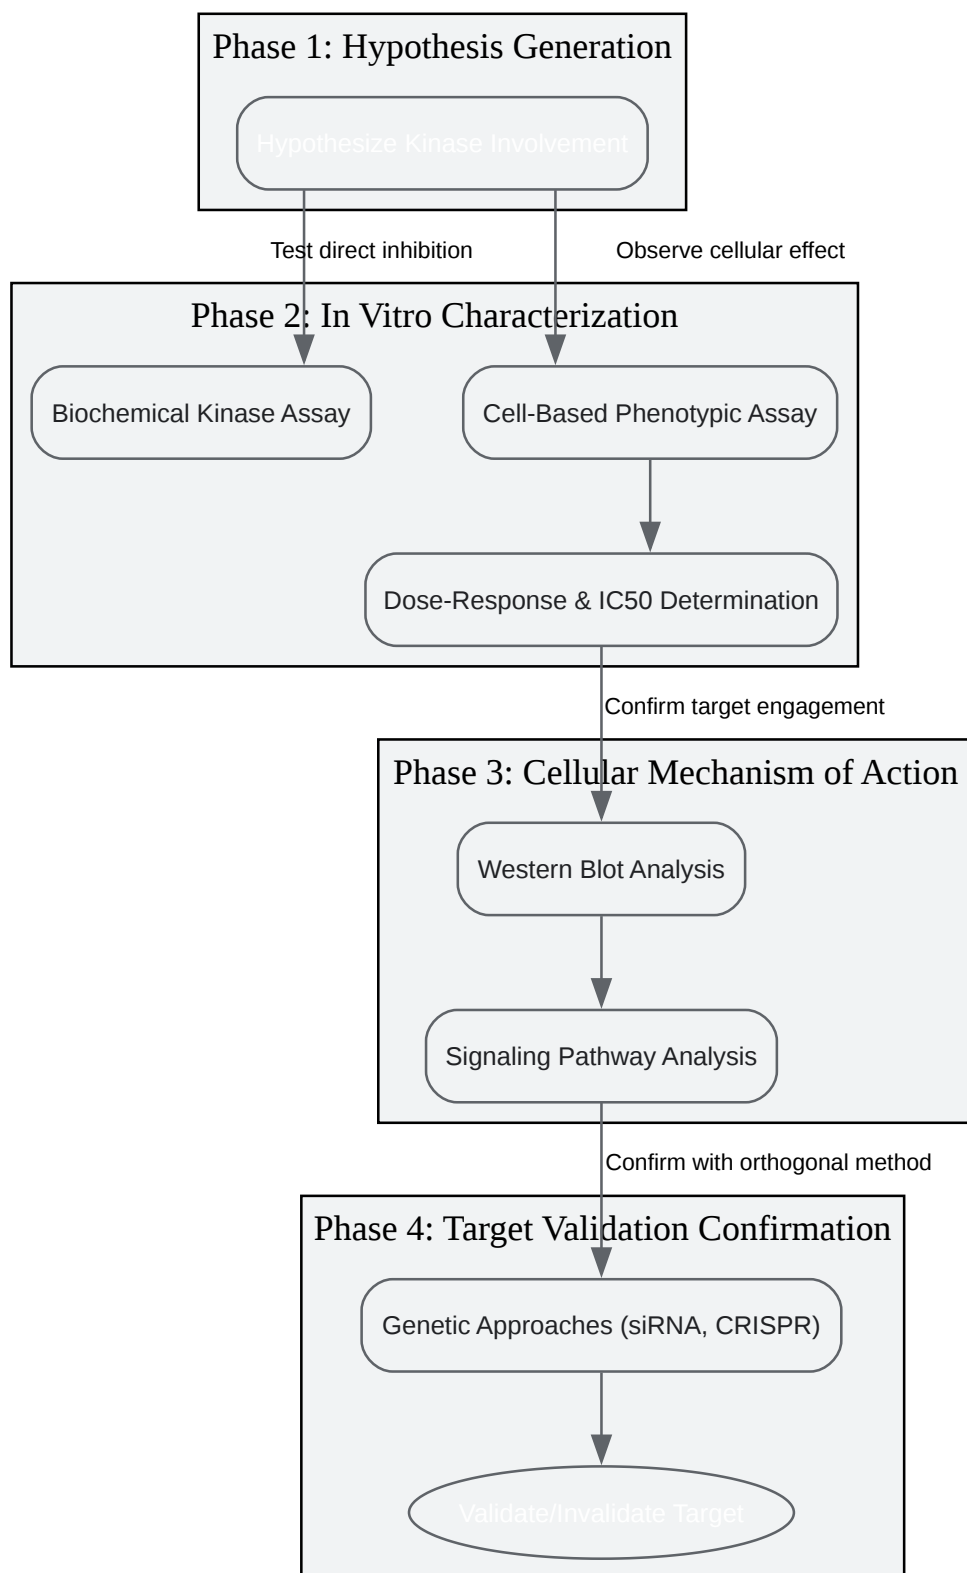 Phase 1: Hypothesis Generation
Hypothesize Kinase Involvement
Test direct inhibition
Observe cellular effect
Phase 2: In Vitro Characterization
Biochemical Kinase Assay
Cell-Based Phenotypic Assay
Dose-Response & IC50 Determination
Confirm target engagement
Phase 3: Cellular Mechanism of Action
Western Blot Analysis
Signaling Pathway Analysis
Confirm with orthogonal method
Phase 4: Target Validation Confirmation
Genetic Approaches (siRNA, CRISPR)
Validate/Invalidate Target